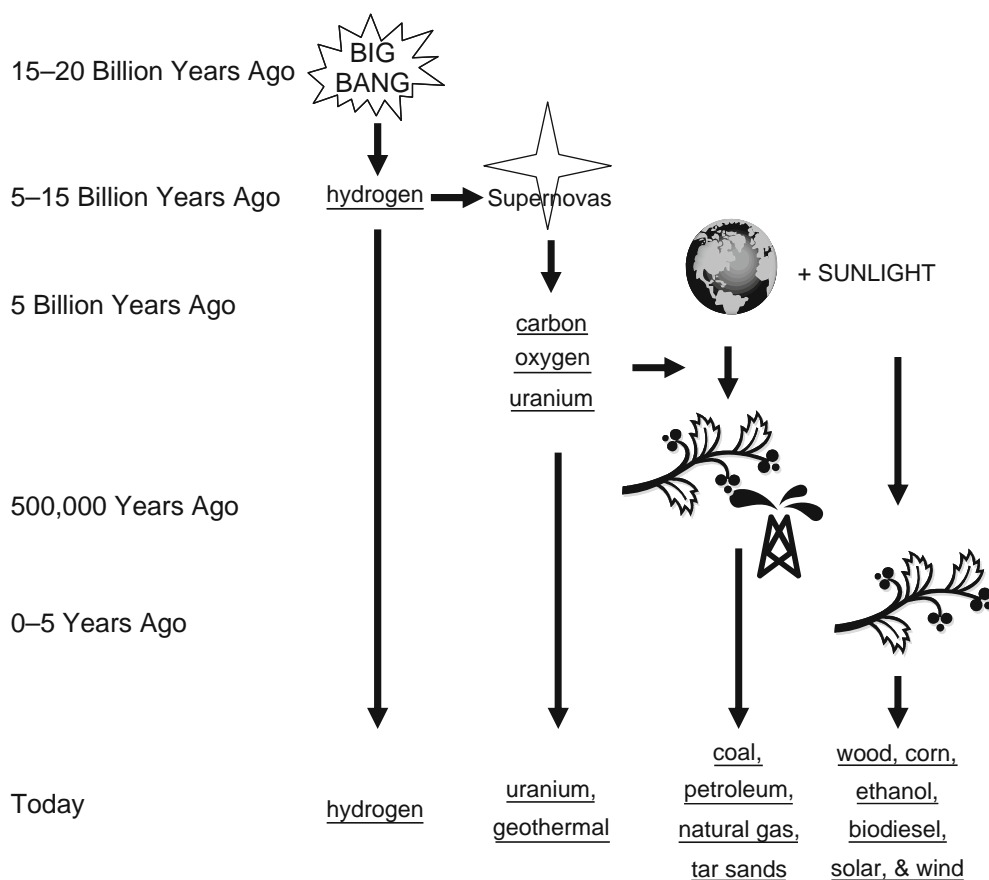 15–20 Billion Years Ago
BIG
BANG
5–15 Billion Years Ago
hydrogen
Supernovas
+ SUNLIGHT
5 Billion Years Ago
carbon
oxygen
uranium
500,000 Years Ago
0–5 Years Ago
Today
hydrogen
uranium,
geothermal
coal,
petroleum,
natural gas,
tar sands
wood, corn,
ethanol,
biodiesel,
solar, & wind